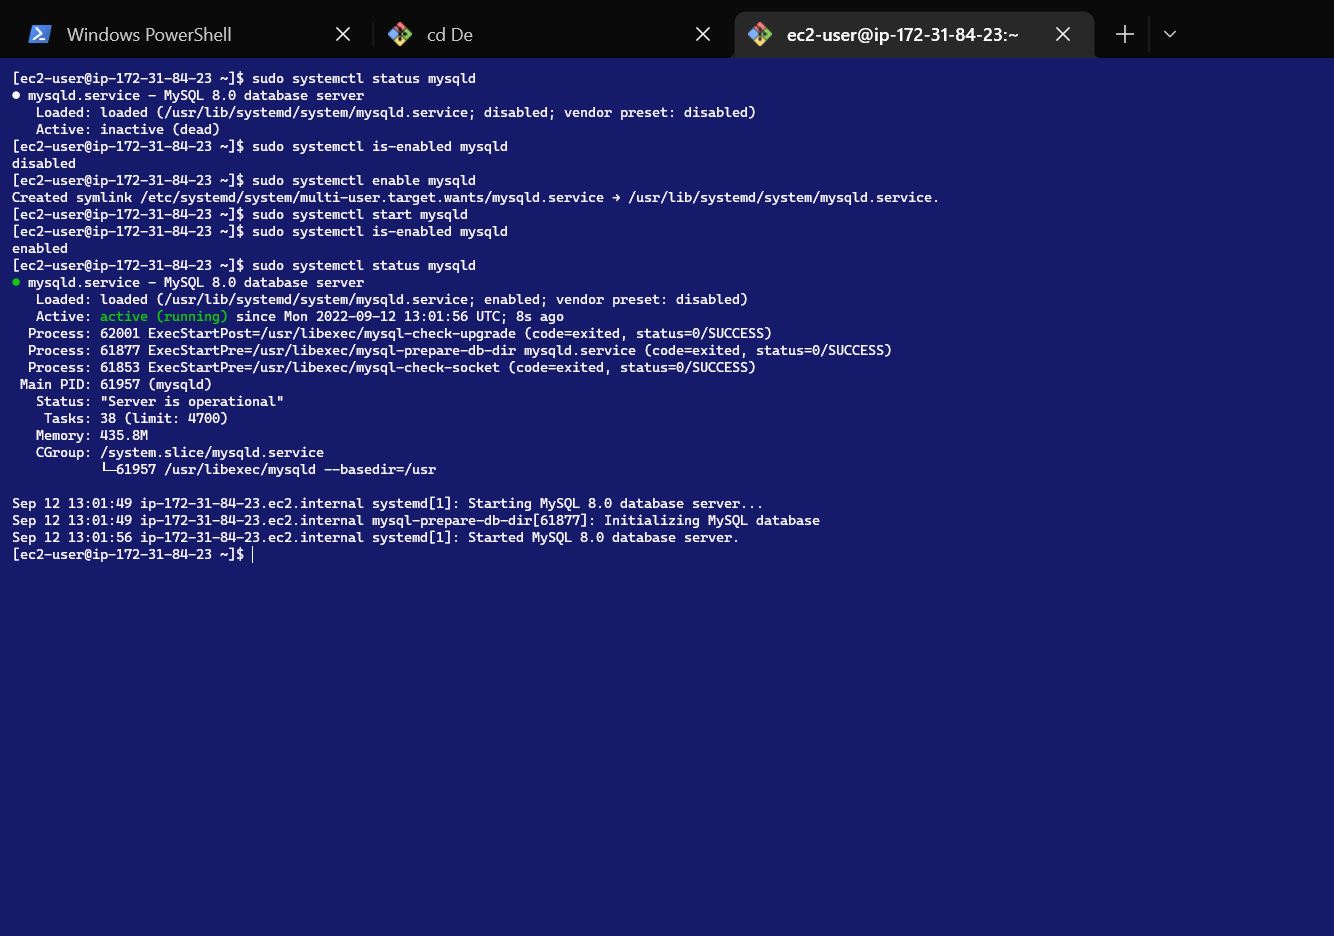 Windows PowerShell
cd De
ec2-user@ip-172-31-84-23:~
[ec2-user@ip-172-31-84-23 ~]$ sudo systemctl status mysqld
● mysqld.service - MySQL 8.0 database server
   Loaded: loaded (/usr/lib/systemd/system/mysqld.service; disabled; vendor preset: disabled)
   Active: inactive (dead)
[ec2-user@ip-172-31-84-23 ~]$ sudo systemctl is-enabled mysqld
disabled
[ec2-user@ip-172-31-84-23 ~]$ sudo systemctl enable mysqld
Created symlink /etc/systemd/system/multi-user.target.wants/mysqld.service → /usr/lib/systemd/system/mysqld.service.
[ec2-user@ip-172-31-84-23 ~]$ sudo systemctl start mysqld
[ec2-user@ip-172-31-84-23 ~]$ sudo systemctl is-enabled mysqld
enabled
[ec2-user@ip-172-31-84-23 ~]$ sudo systemctl status mysqld
● mysqld.service - MySQL 8.0 database server
   Loaded: loaded (/usr/lib/systemd/system/mysqld.service; enabled; vendor preset: disabled)
   Active: active (running) since Mon 2022-09-12 13:01:56 UTC; 8s ago
  Process: 62001 ExecStartPost=/usr/libexec/mysql-check-upgrade (code=exited, status=0/SUCCESS)
  Process: 61877 ExecStartPre=/usr/libexec/mysql-prepare-db-dir mysqld.service (code=exited, status=0/SUCCESS)
  Process: 61853 ExecStartPre=/usr/libexec/mysql-check-socket (code=exited, status=0/SUCCESS)
 Main PID: 61957 (mysqld)
   Status: "Server is operational"
    Tasks: 38 (limit: 4700)
   Memory: 435.8M
   CGroup: /system.slice/mysqld.service
           └─61957 /usr/libexec/mysqld --basedir=/usr
Sep 12 13:01:49 ip-172-31-84-23.ec2.internal systemd[1]: Starting MySQL 8.0 database server...
Sep 12 13:01:49 ip-172-31-84-23.ec2.internal mysql-prepare-db-dir[61877]: Initializing MySQL database
Sep 12 13:01:56 ip-172-31-84-23.ec2.internal systemd[1]: Started MySQL 8.0 database server.
[ec2-user@ip-172-31-84-23 ~]$